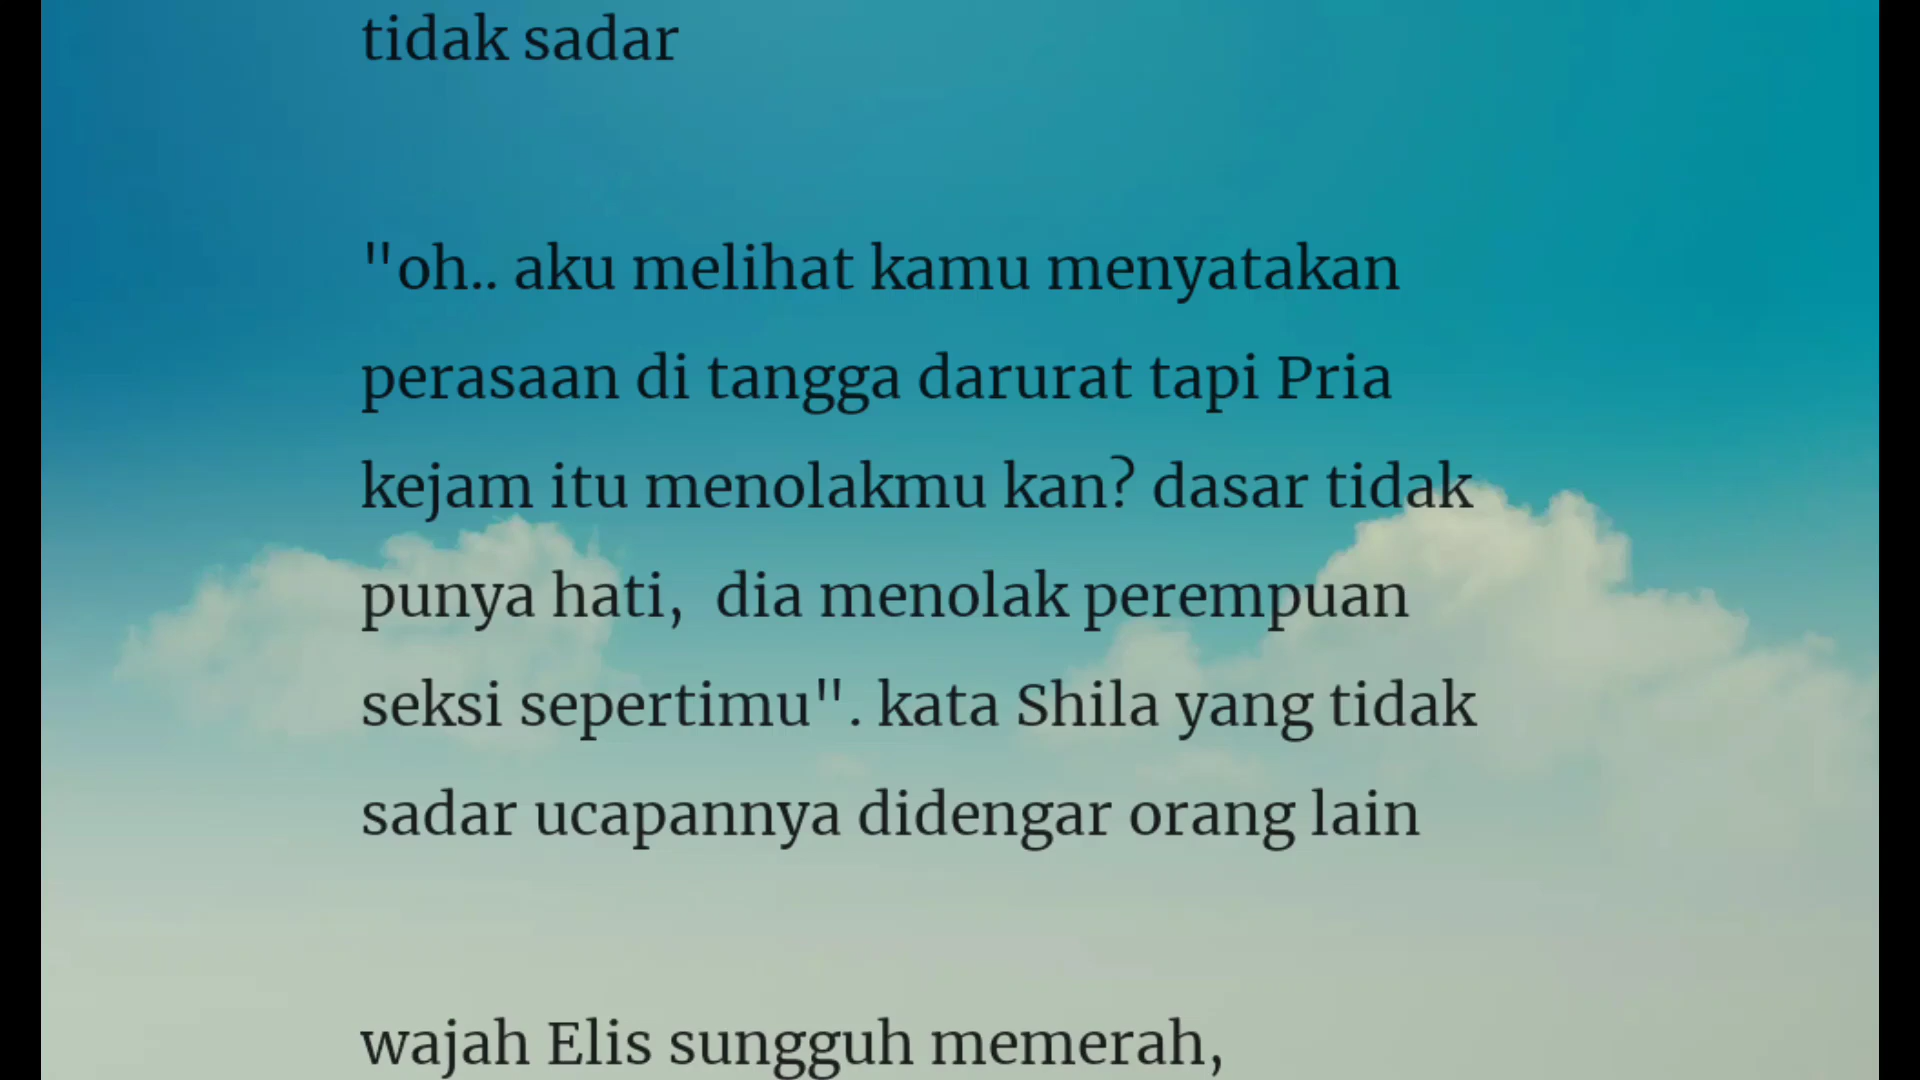 tidak sadar
"oh.. aku melihat kamu menyatakan
perasaan di tangga darurat tapi Pria
kejam itu menolakmu kan? dasar tidak
punya hati,  dia menolak perempuan
seksi sepertimu". kata Shila yang tidak
sadar ucapannya didengar orang lain
wajah Elis sungguh memerah,